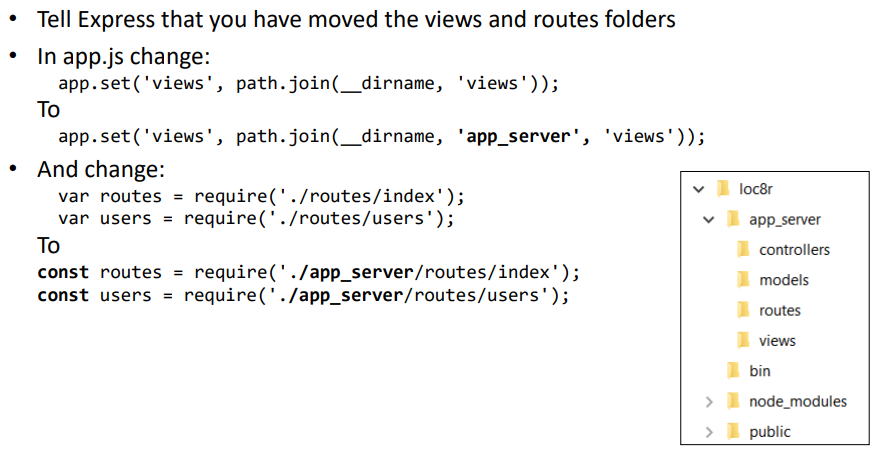 • Tell Express that you have moved the views and routes folders
• In app.js change:
app.set('views', path.join(__dirname, 'views'));
To
app.set('views', path.join(__dirname, 'app_server', 'views'));
• And change:
var routes = require('./routes/index');
var users = require('./routes/users');
To
const routes = require('./app_server/routes/index');
const users = require('./app_server/routes/users');
loc8r
app_server
controllers
models
routes
views
bin
node_modules
public